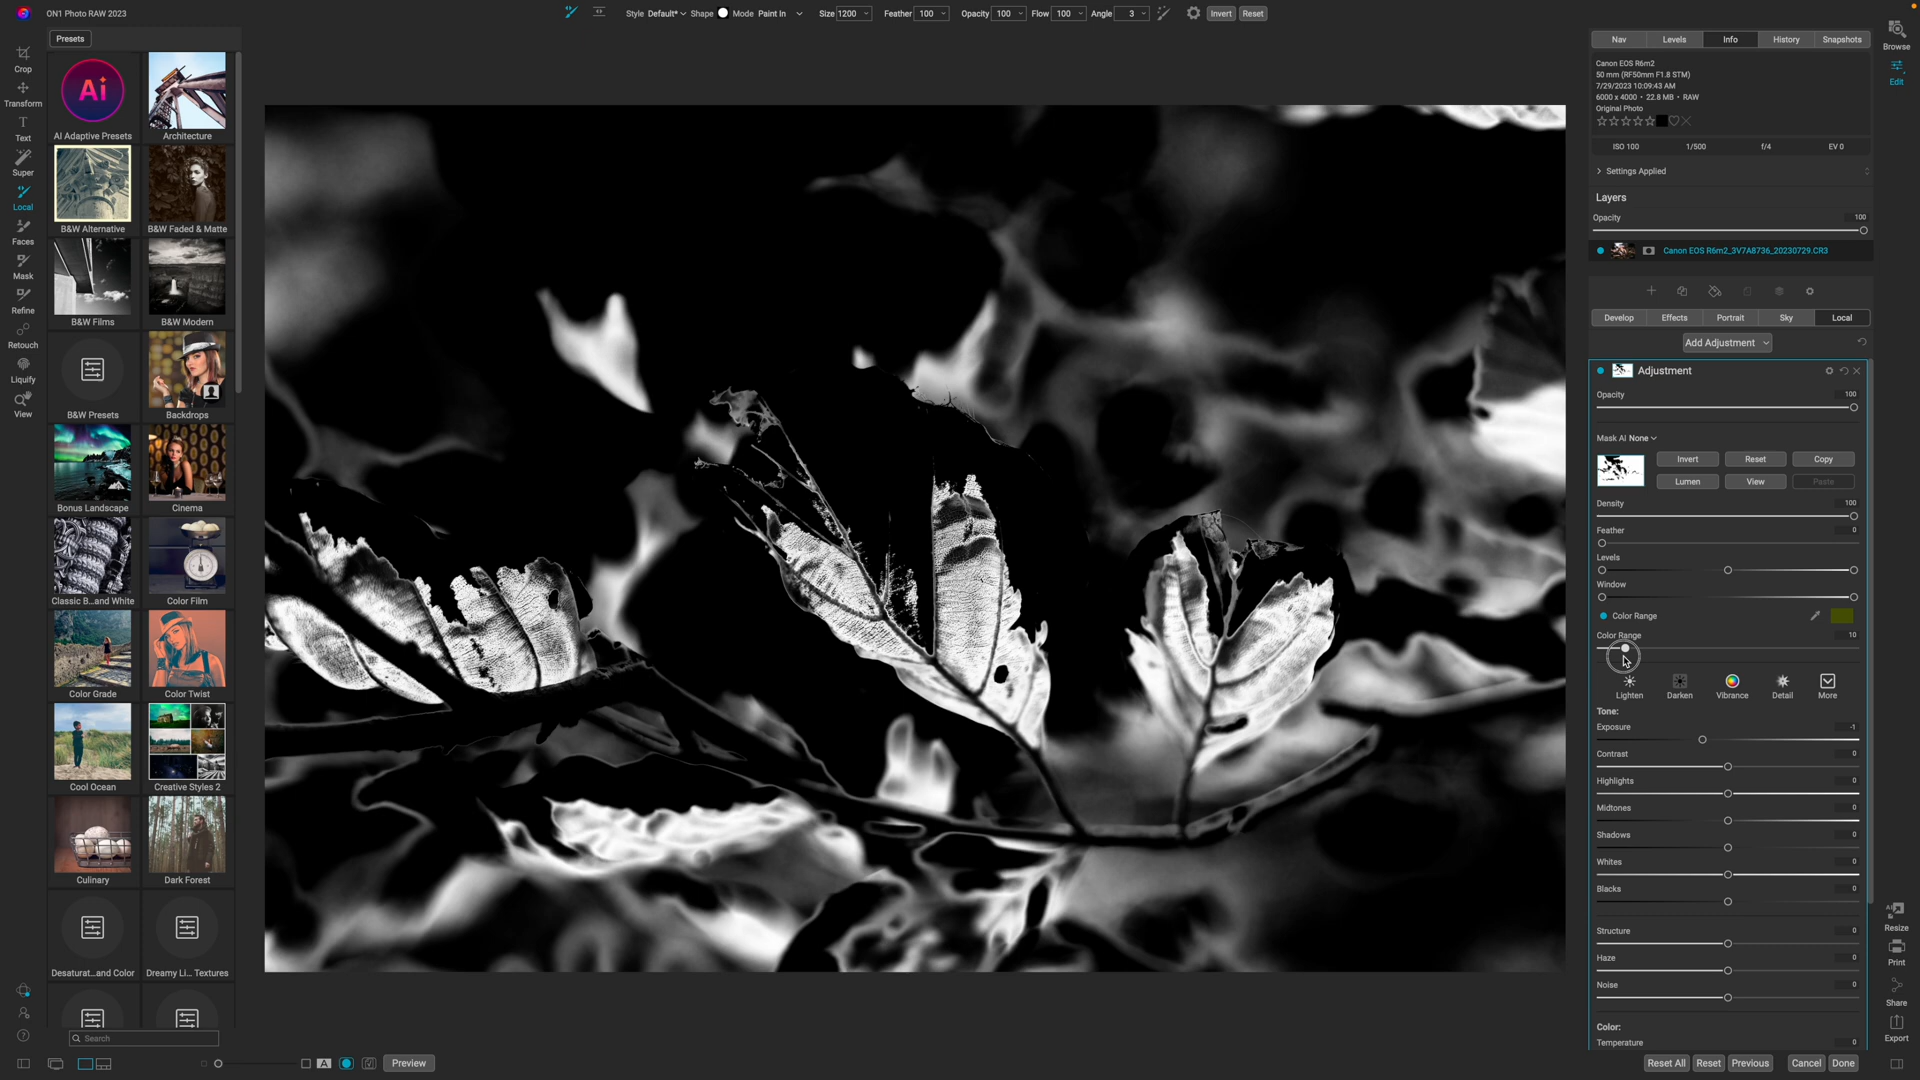 ON1 Photo RAW 2023
Style Default* Shape Mode Paint In Size 1200 Feather 100 Opacity 100 Flow 100 Angle 3 Invert Reset
Presets
Crop
Transform
Text
Super
Local
Faces
Mask
Refine
Retouch
Liquify
View
Ai
AI Adaptive Presets
Architecture
B&W Alternative
B&W Faded & Matte
B&W Films
B&W Modern
B&W Presets
Backdrops
Bonus Landscape
Cinema
Classic B...and White
Color Film
Color Grade
Color Twist
Cool Ocean
Creative Styles 2
Culinary
Dark Forest
Desaturat...and Color
Dreamy Li... Textures
Search
A
Preview
Nav Levels Info History Snapshots
Canon EOS R6m2
50 mm (RF50mm F1.8 STM)
7/29/2023 10:09:43 AM
6000 x 4000 • 22.8 MB • RAW
Original Photo
ISO 100 1/500 f/4 EV 0
Settings Applied
Layers
Opacity 100
Canon EOS R6m2_3V7A8736_20230729.CR3
Develop Effects Portrait Sky Local
Add Adjustment
Adjustment
Opacity 100
Mask AI None
Invert Reset Copy
Lumen View Paste
Density 100
Feather 0
Levels
Window
Color Range
Color Range 10
Lighten Darken Vibrance Detail More
Tone:
Exposure -1
Contrast 0
Highlights 0
Midtones 0
Shadows 0
Whites 0
Blacks 0
Structure 0
Haze 0
Noise 0
Color:
Temperature 0
Reset All Reset Previous Cancel Done
Browse
Edit
AI
Resize
Print
Share
Export